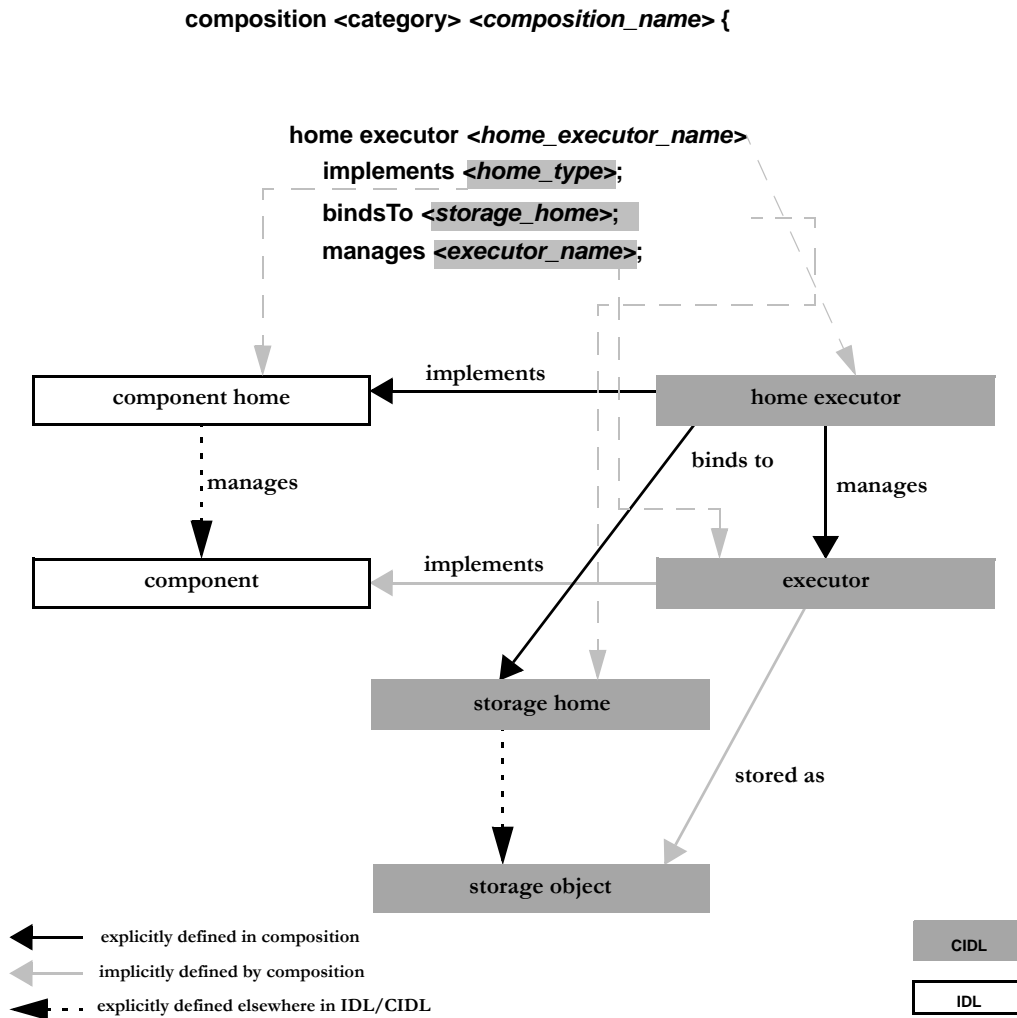 composition <category> <composition_name> {
home executor <home_executor_name>
implements <home_type>;
bindsTo <storage_home>;
manages <executor_name>;
implements
component home
home executor
binds to
manages
manages
implements
component
executor
storage home
stored as
storage object
explicitly defined in composition
CIDL
implicitly defined by composition
explicitly defined elsewhere in IDL/CIDL
IDL